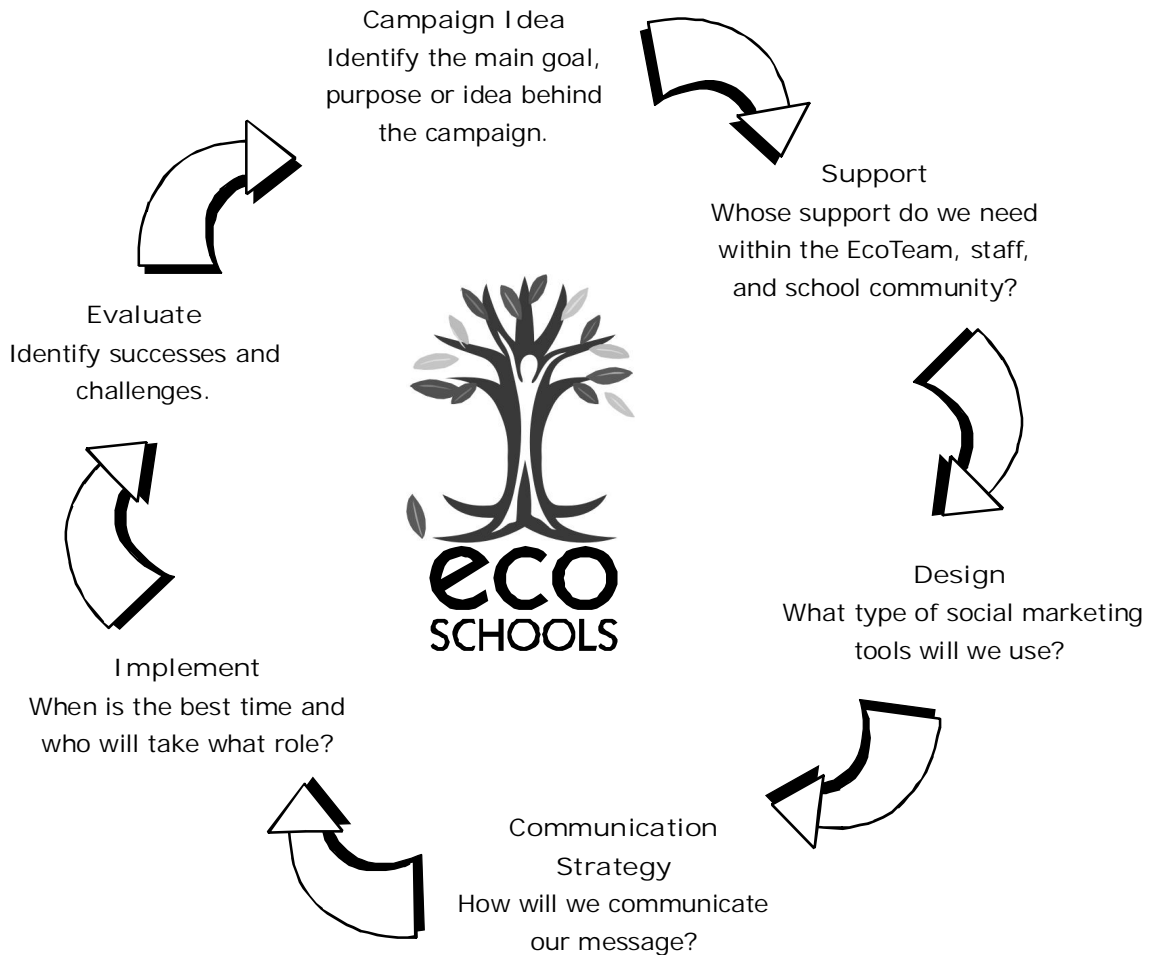 Campaign Idea
Identify the main goal,
purpose or idea behind
the campaign.
Support
Whose support do we need
within the EcoTeam, staff,
and school community?
Design
What type of social marketing
tools will we use?
Communication
Strategy
How will we communicate
our message?
Implement
When is the best time and
who will take what role?
Evaluate
Identify successes and
challenges.
eco
SCHOOLS